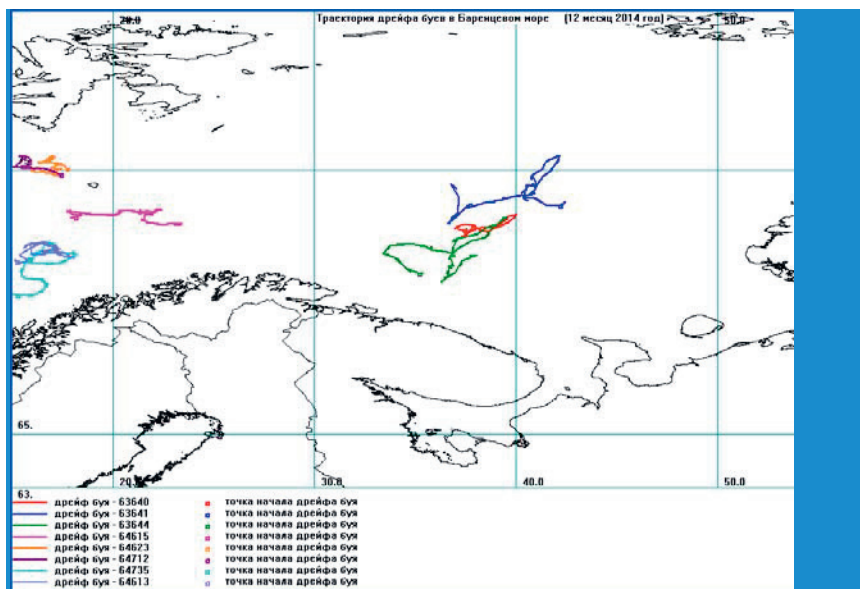 20.0
Траектория дрейфа буев в Баренцевом море (12 месяц 2014 год)
50.0
65.
20.0
30.0
40.0
50.0
63.
дрейф буя - 63640 точка начала дрейфа буя
дрейф буя - 63641 точка начала дрейфа буя
дрейф буя - 63644 точка начала дрейфа буя
дрейф буя - 64615 точка начала дрейфа буя
дрейф буя - 64623 точка начала дрейфа буя
дрейф буя - 64712 точка начала дрейфа буя
дрейф буя - 64735 точка начала дрейфа буя
дрейф буя - 64613 точка начала дрейфа буя